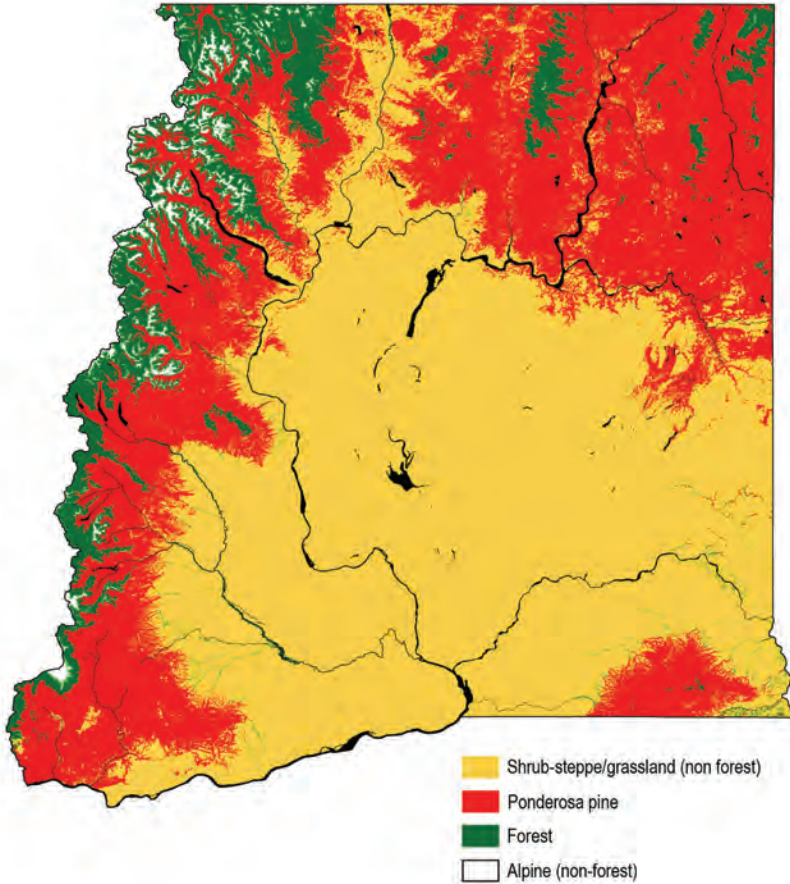 Shrub-steppe/grassland (non forest)
Ponderosa pine
Forest
Alpine (non-forest)